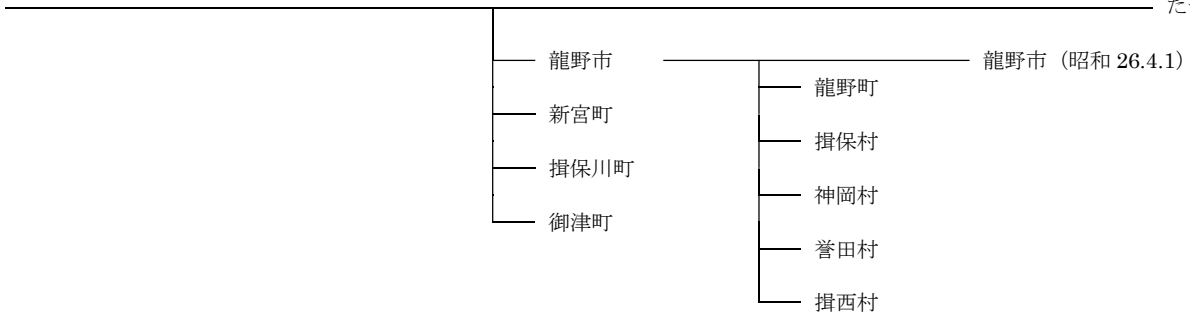 た
龍野市 龍野市（昭和 26.4.1）
龍野町
新宮町
揖保村
揖保川町
神岡村
御津町
誉田村
揖西村